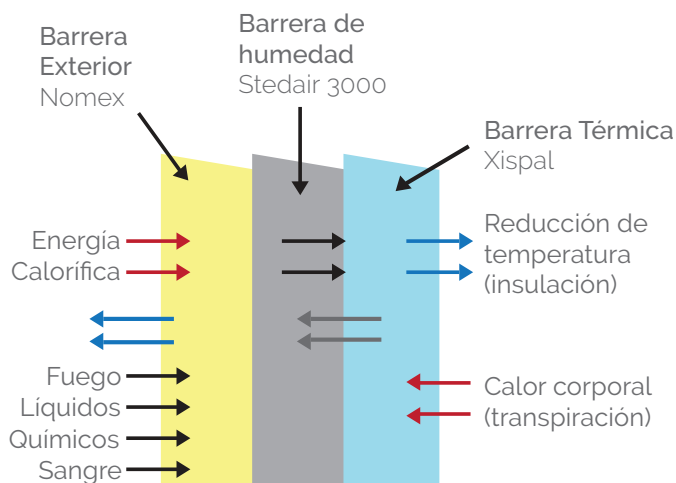 Barrera
Exterior
Nomex
Barrera de
humedad
Stedair 3000
Barrera Térmica
Xispal
Energía
Calorífica
Reducción de
temperatura
(insulación)
Fuego
Líquidos
Químicos
Sangre
Calor corporal
(transpiración)